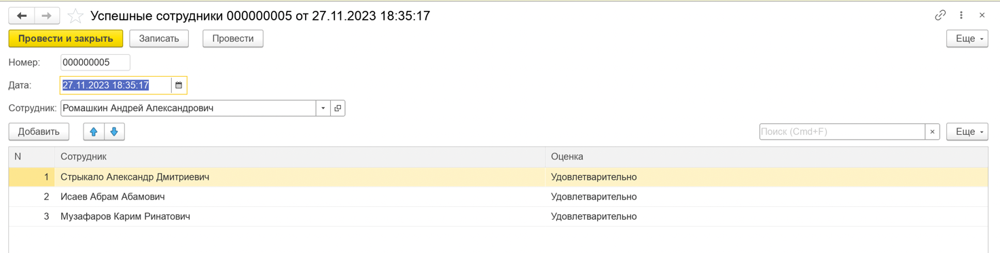 Успешные сотрудники 000000005 от 27.11.2023 18:35:17
Провести и закрыть Записать Провести Еще
Номер: 000000005
Дата: 27.11.2023 18:35:17
Сотрудник: Ромашкин Андрей Александрович
Добавить Поиск (Cmd+F) Еще
N Сотрудник Оценка
1 Стрыкало Александр Дмитриевич Удовлетварительно
2 Исаев Абрам Абамович Удовлетварительно
3 Музафаров Карим Ринатович Удовлетварительно